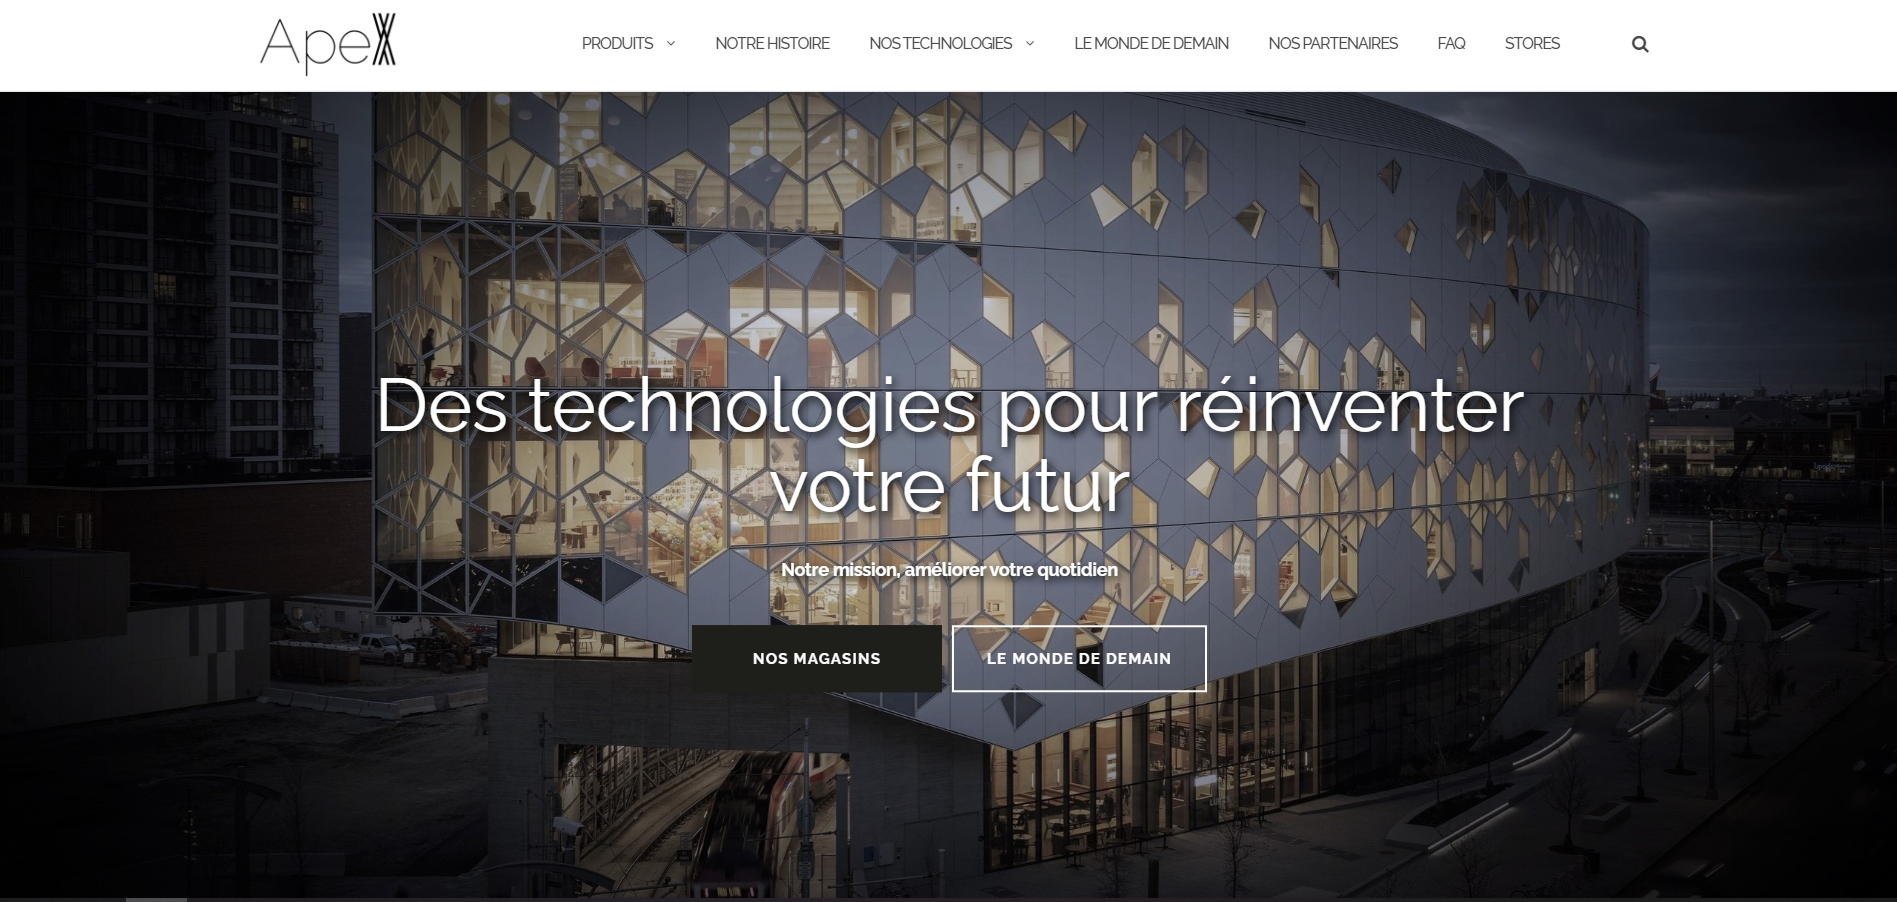 ApeX
PRODUITS
NOTRE HISTOIRE
NOS TECHNOLOGIES
LE MONDE DE DEMAIN
NOS PARTENAIRES
FAQ
STORES
Des technologies pour réinventer
votre futur
Notre mission, améliorer votre quotidien
NOS MAGASINS
LE MONDE DE DEMAIN